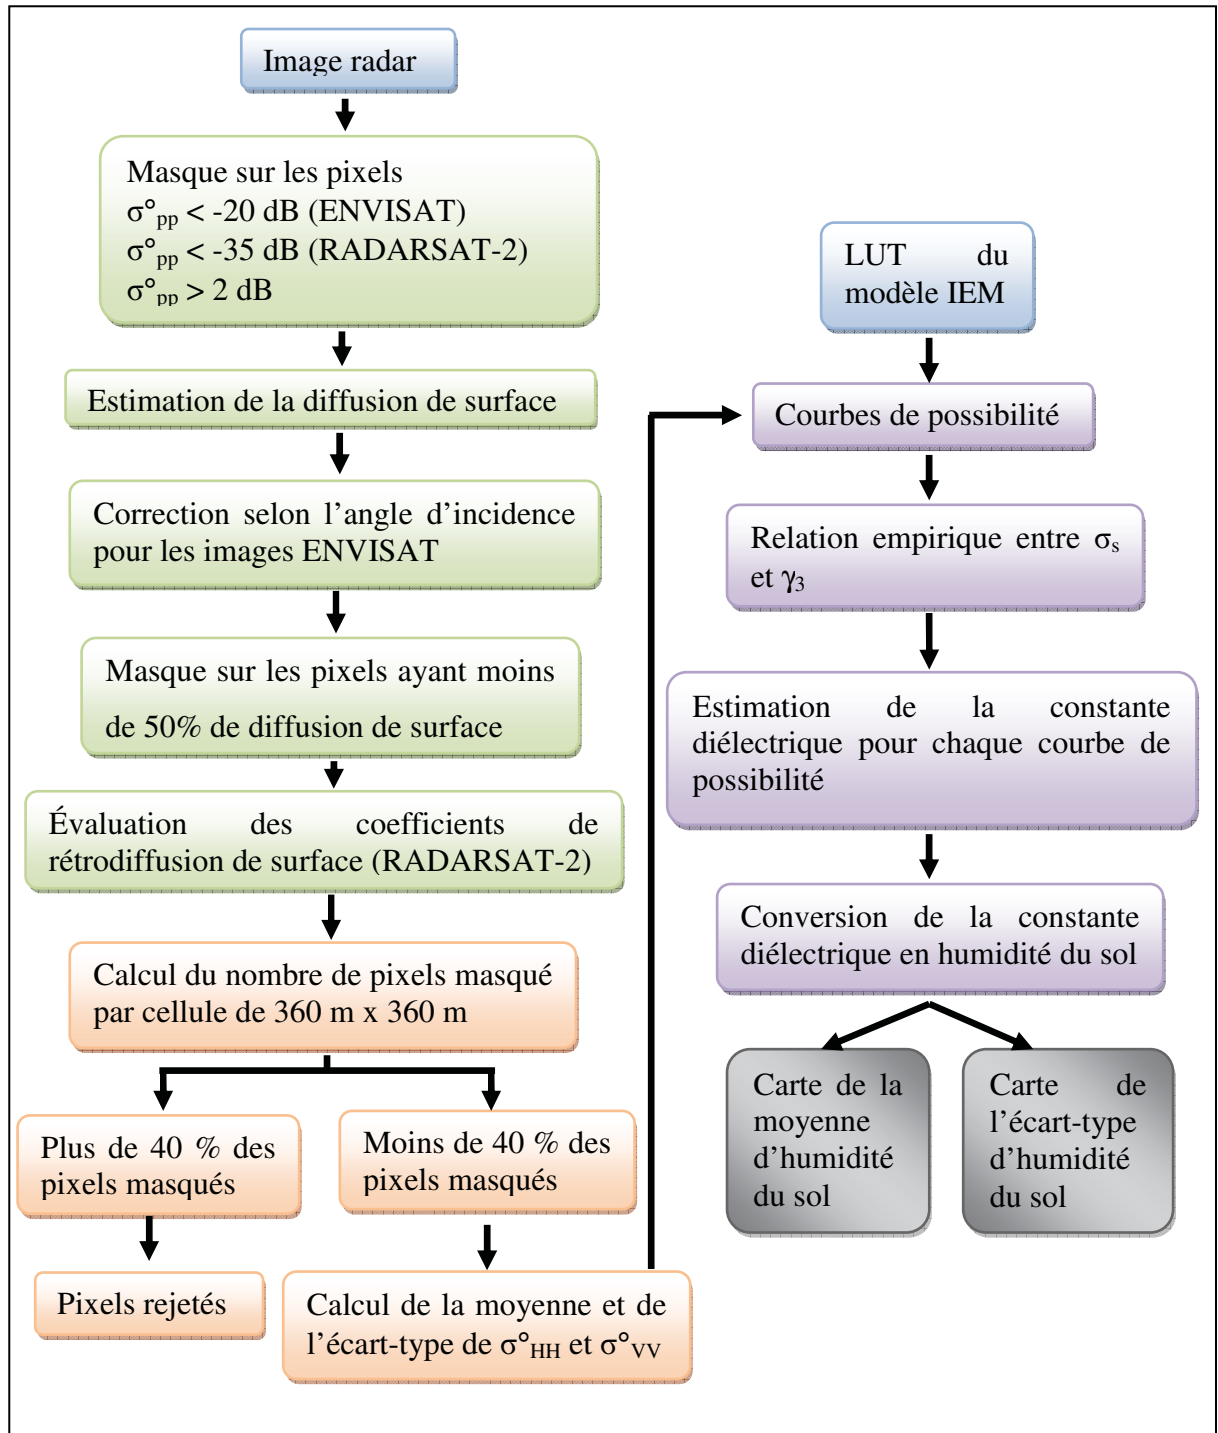 Image radar
Masque sur les pixels
σ°pp < -20 dB (ENVISAT)
σ°pp < -35 dB (RADARSAT-2)
σ°pp > 2 dB
Estimation de la diffusion de surface
Correction selon l’angle d’incidence
pour les images ENVISAT
Masque sur les pixels ayant moins
de 50% de diffusion de surface
Évaluation des coefficients de
rétrodiffusion de surface (RADARSAT-2)
Calcul du nombre de pixels masqué
par cellule de 360 m x 360 m
Plus de 40 % des
pixels masqués
Moins de 40 % des
pixels masqués
Pixels rejetés
Calcul de la moyenne et de
l’écart-type de σ°HH et σ°VV
LUT du
modèle IEM
Courbes de possibilité
Relation empirique entre σs
et γ3
Estimation de la constante
diélectrique pour chaque courbe de
possibilité
Conversion de la constante
diélectrique en humidité du sol
Carte de la
moyenne
d’humidité
du sol
Carte de
l’écart-type
d’humidité
du sol